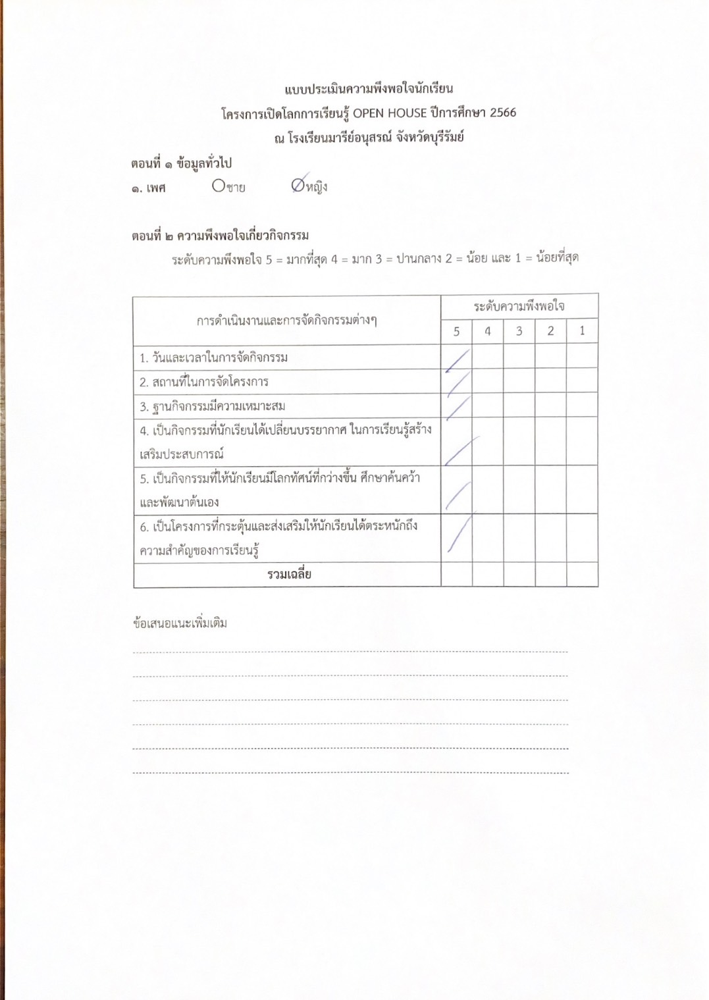 แบบประเมินความพึงพอใจนักเรียน
โครงการเปิดโลกการเรียนรู้ OPEN HOUSE ปีการศึกษา 2566
ณ โรงเรียนมารีย์อนุสรณ์ จังหวัดบุรีรัมย์
ตอนที่ ๑ ข้อมูลทั่วไป
๑. เพศ ชาย หญิง
ตอนที่ ๒ ความพึงพอใจเกี่ยวกิจกรรม
ระดับความพึงพอใจ 5 = มากที่สุด 4 = มาก 3 = ปานกลาง 2 = น้อย และ 1 = น้อยที่สุด
การดำเนินงานและการจัดกิจกรรมต่างๆ
ระดับความพึงพอใจ
5 4 3 2 1
1. วันและเวลาในการจัดกิจกรรม
2. สถานที่ในการจัดโครงการ
3. ฐานกิจกรรมมีความเหมาะสม
4. เป็นกิจกรรมที่นักเรียนได้เปลี่ยนบรรยากาศ ในการเรียนรู้สร้าง
เสริมประสบการณ์
5. เป็นกิจกรรมที่ให้นักเรียนมีโลกทัศน์ที่กว่างขึ้น ศึกษาค้นคว้า
และพัฒนาต้นเอง
6. เป็นโครงการที่กระตุ้นและส่งเสริมให้นักเรียนได้ตระหนักถึง
ความสำคัญของการเรียนรู้
รวมเฉลี่ย
ข้อเสนอแนะเพิ่มเติม